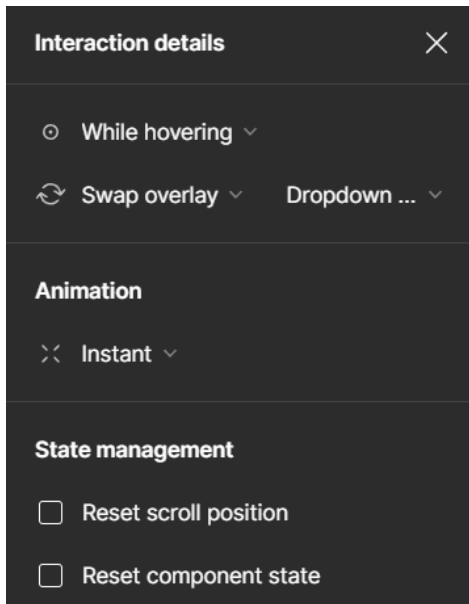 Interaction details
While hovering
Swap overlay Dropdown ...
Animation
Instant
State management
Reset scroll position
Reset component state